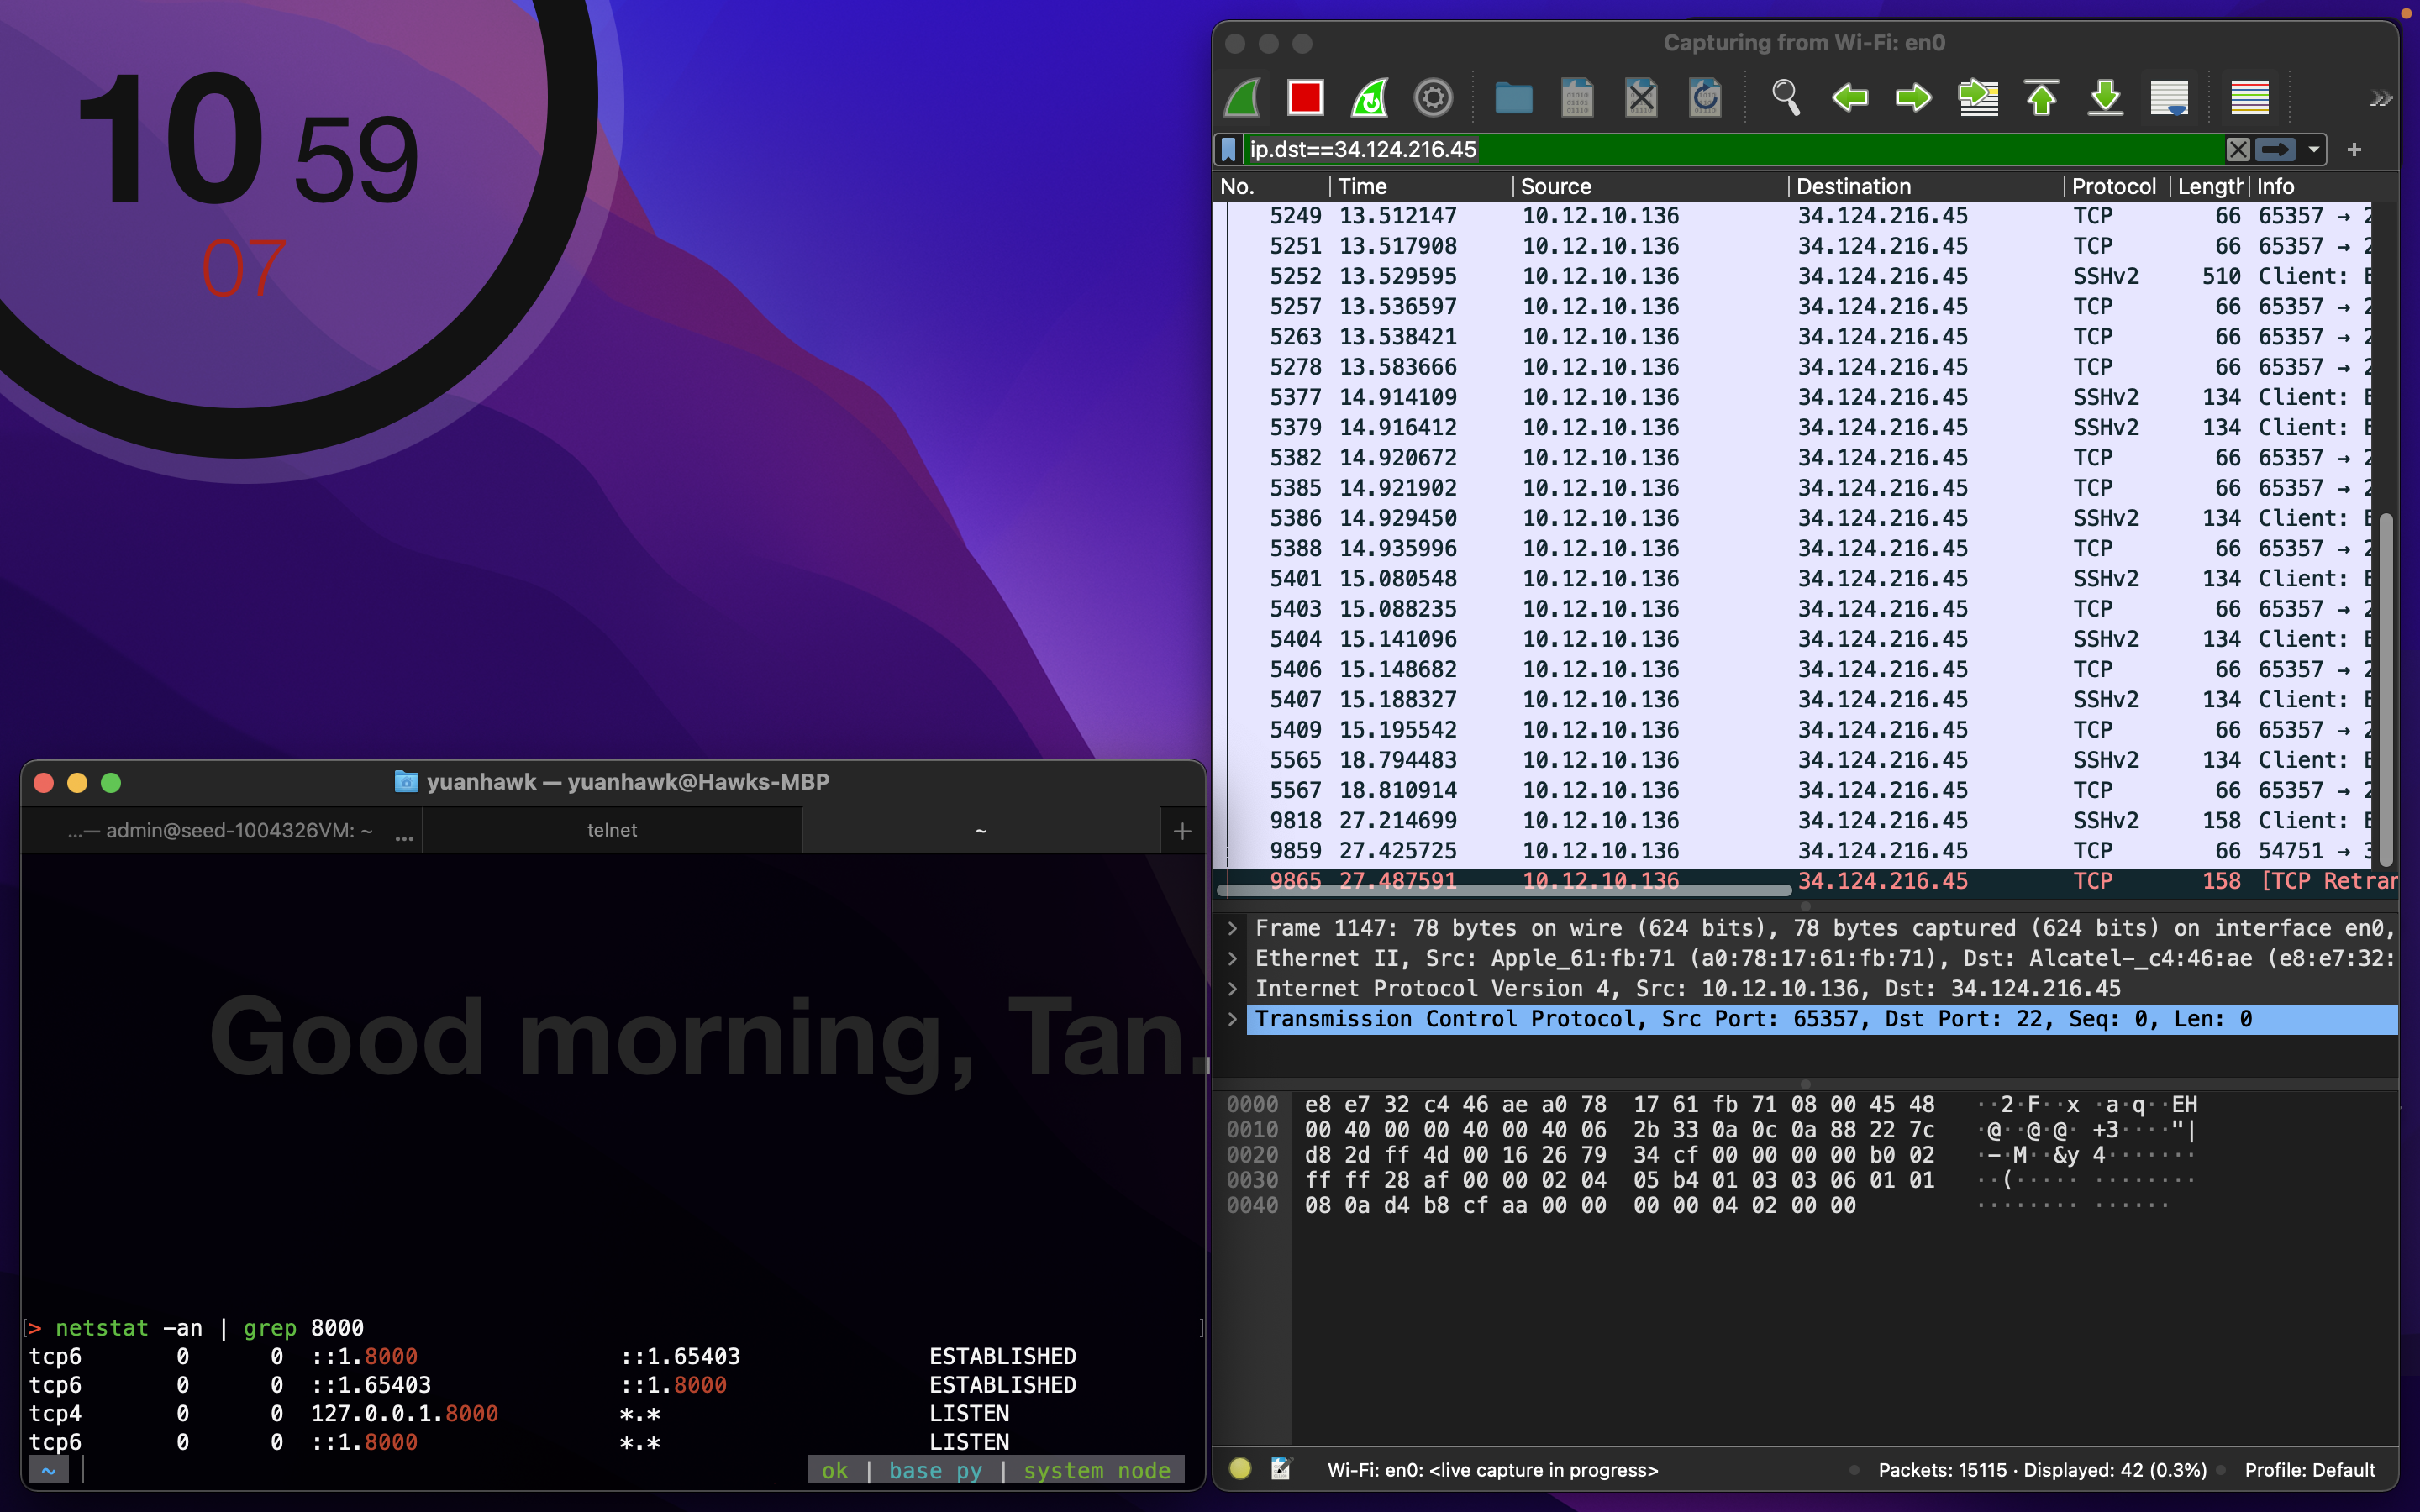 10 59
07
Capturing from Wi-Fi: en0
ip.dst==34.124.216.45
No. Time Source Destination Protocol Length Info
5249 13.512147 10.12.10.136 34.124.216.45 TCP 66 65357 → 2
5251 13.517908 10.12.10.136 34.124.216.45 TCP 66 65357 → 2
5252 13.529595 10.12.10.136 34.124.216.45 SSHv2 510 Client: E
5257 13.536597 10.12.10.136 34.124.216.45 TCP 66 65357 → 2
5263 13.538421 10.12.10.136 34.124.216.45 TCP 66 65357 → 2
5278 13.583666 10.12.10.136 34.124.216.45 TCP 66 65357 → 2
5377 14.914109 10.12.10.136 34.124.216.45 SSHv2 134 Client: E
5379 14.916412 10.12.10.136 34.124.216.45 SSHv2 134 Client: E
5382 14.920672 10.12.10.136 34.124.216.45 TCP 66 65357 → 2
5385 14.921902 10.12.10.136 34.124.216.45 TCP 66 65357 → 2
5386 14.929450 10.12.10.136 34.124.216.45 SSHv2 134 Client: E
5388 14.935996 10.12.10.136 34.124.216.45 TCP 66 65357 → 2
5401 15.080548 10.12.10.136 34.124.216.45 SSHv2 134 Client: E
5403 15.088235 10.12.10.136 34.124.216.45 TCP 66 65357 → 2
5404 15.141096 10.12.10.136 34.124.216.45 SSHv2 134 Client: E
5406 15.148682 10.12.10.136 34.124.216.45 TCP 66 65357 → 2
5407 15.188327 10.12.10.136 34.124.216.45 SSHv2 134 Client: E
5409 15.195542 10.12.10.136 34.124.216.45 TCP 66 65357 → 2
5565 18.794483 10.12.10.136 34.124.216.45 SSHv2 134 Client: E
5567 18.810914 10.12.10.136 34.124.216.45 TCP 66 65357 → 2
9818 27.214699 10.12.10.136 34.124.216.45 SSHv2 158 Client: E
9859 27.425725 10.12.10.136 34.124.216.45 TCP 66 54751 → 3
9865 27.487591 10.12.10.136 34.124.216.45 TCP 158 [TCP Retran
Frame 1147: 78 bytes on wire (624 bits), 78 bytes captured (624 bits) on interface en0,
Ethernet II, Src: Apple_61:fb:71 (a0:78:17:61:fb:71), Dst: Alcatel-_c4:46:ae (e8:e7:32:
Internet Protocol Version 4, Src: 10.12.10.136, Dst: 34.124.216.45
Transmission Control Protocol, Src Port: 65357, Dst Port: 22, Seq: 0, Len: 0
0000 e8 e7 32 c4 46 ae a0 78 17 61 fb 71 08 00 45 48 ··2·F··x ·a·q··EH
0010 00 40 00 00 40 00 40 06 2b 33 0a 0c 0a 88 22 7c ·@··@·@· +3····"|
0020 d8 2d ff 4d 00 16 26 79 34 cf 00 00 00 00 b0 02 ·-·M··&y 4·······
0030 ff ff 28 af 00 00 02 04 05 b4 01 03 03 06 01 01 ··(····· ········
0040 08 0a d4 b8 cf aa 00 00 00 00 04 02 00 00 ········ ······
Wi-Fi: en0: <live capture in progress> Packets: 15115 · Displayed: 42 (0.3%) Profile: Default
yuanhawk — yuanhawk@Hawks-MBP
...— admin@seed-1004326VM: ~ ... telnet ~ +
Good morning, Tan.
[> netstat -an | grep 8000 ]
tcp6 0 0 ::1.8000 ::1.65403 ESTABLISHED
tcp6 0 0 ::1.65403 ::1.8000 ESTABLISHED
tcp4 0 0 127.0.0.1.8000 *.* LISTEN
tcp6 0 0 ::1.8000 *.* LISTEN
~ ok | base py | system node